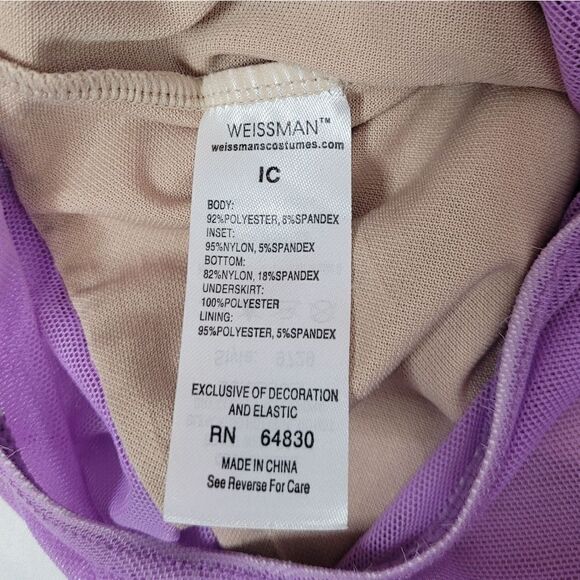 WEISSMAN™
weissmanscostumes.com
IC
BODY:
92%POLYESTER, 8%SPANDEX
INSET:
95%NYLON, 5%SPANDEX
BOTTOM:
82%NYLON, 18%SPANDEX
UNDERSKIRT:
100%POLYESTER
LINING:
95%POLYESTER, 5%SPANDEX
EXCLUSIVE OF DECORATION
AND ELASTIC
RN 64830
MADE IN CHINA
See Reverse For Care